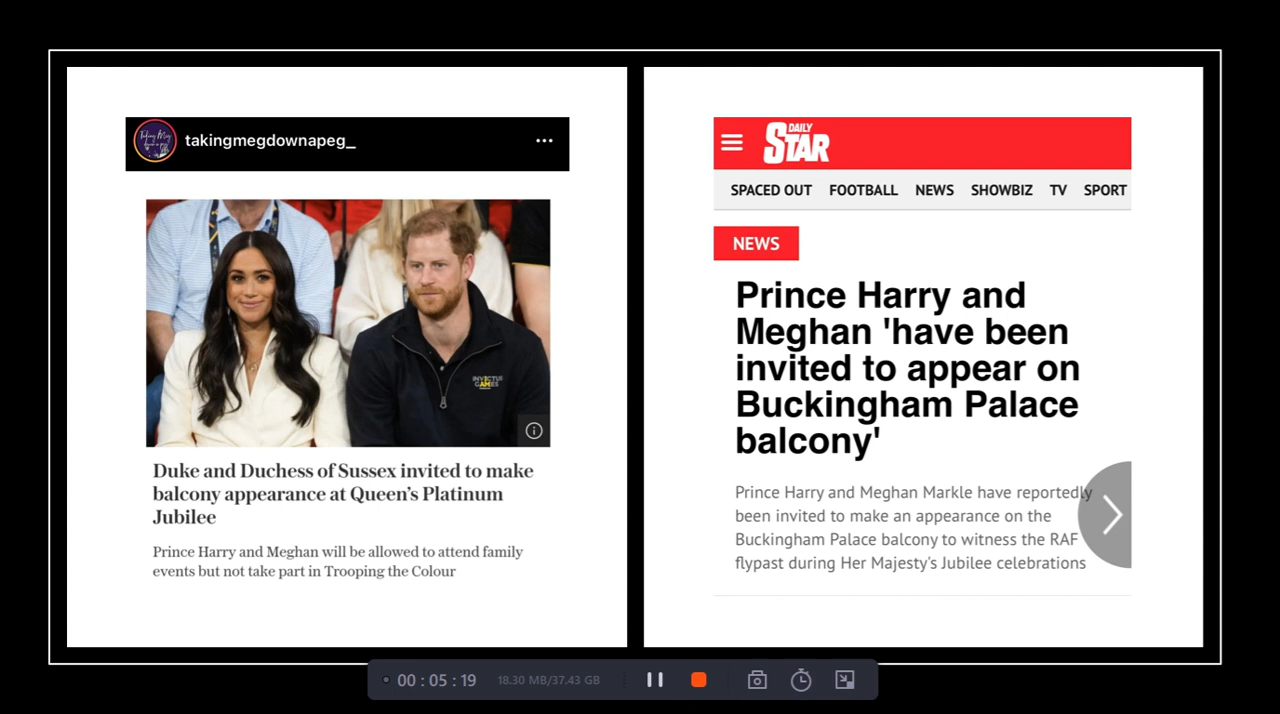 takingmegdownapeg_
INVICTUS
GAMES
Duke and Duchess of Sussex invited to make
balcony appearance at Queen's Platinum
Jubilee
Prince Harry and Meghan will be allowed to attend family
events but not take part in Trooping the Colour
DAILY
STAR
SPACED OUT FOOTBALL NEWS SHOWBIZ TV SPORT
NEWS
Prince Harry and
Meghan 'have been
invited to appear on
Buckingham Palace
balcony'
Prince Harry and Meghan Markle have reportedly
been invited to make an appearance on the
Buckingham Palace balcony to witness the RAF
flypast during Her Majesty's Jubilee celebrations
00 : 05 : 19 18.30 MB/37.43 GB